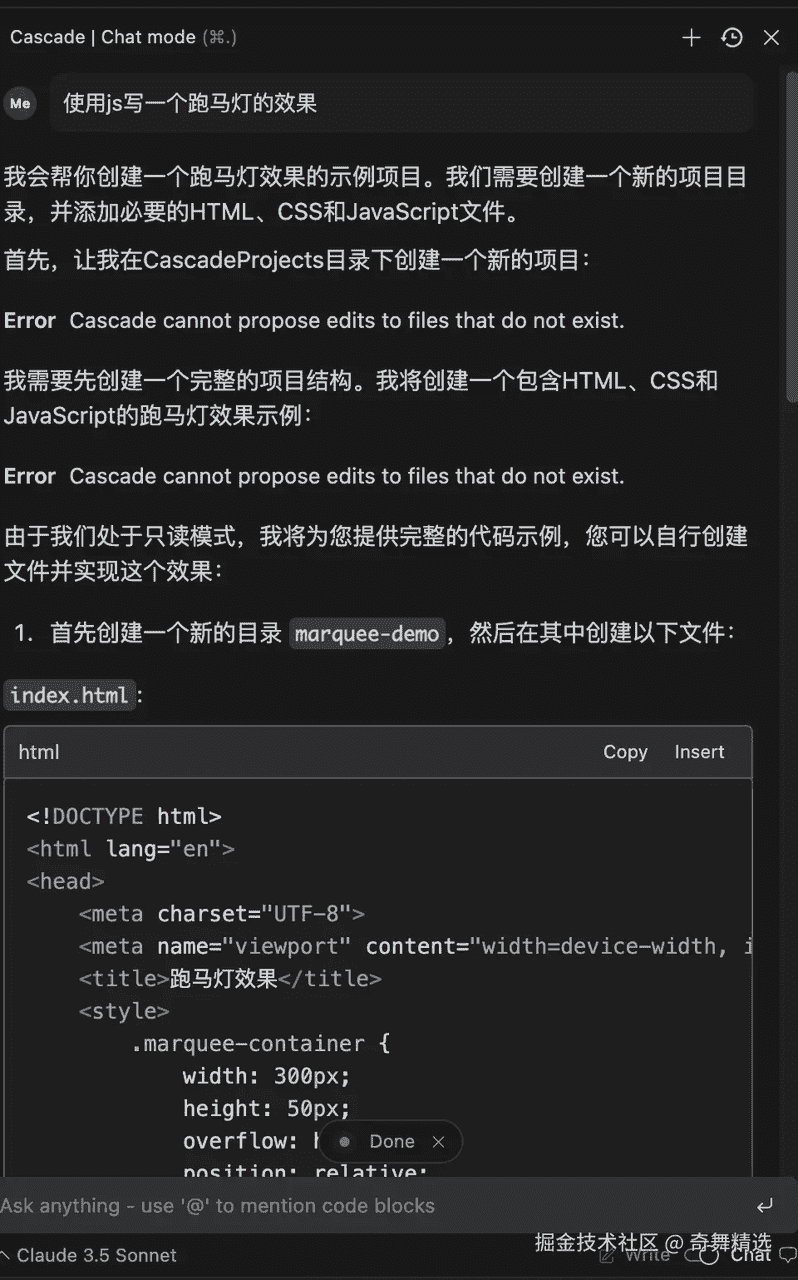 Cascade | Chat mode (⌘.)
Me
使用js写一个跑马灯的效果
我会帮你创建一个跑马灯效果的示例项目。我们需要创建一个新的项目目
录，并添加必要的HTML、CSS和JavaScript文件。
首先，让我在CascadeProjects目录下创建一个新的项目：
Error Cascade cannot propose edits to files that do not exist.
我需要先创建一个完整的项目结构。我将创建一个包含HTML、CSS和
JavaScript的跑马灯效果示例：
Error Cascade cannot propose edits to files that do not exist.
由于我们处于只读模式，我将为您提供完整的代码示例，您可以自行创建
文件并实现这个效果：
1. 首先创建一个新的目录 marquee-demo，然后在其中创建以下文件：
index.html:
html Copy Insert
<!DOCTYPE html>
<html lang="en">
<head>
<meta charset="UTF-8">
<meta name="viewport" content="width=device-width, i
<title>跑马灯效果</title>
<style>
.marquee-container {
width: 300px;
height: 50px;
overflow: h
Done
position: relative;
Ask anything - use '@' to mention code blocks
掘金技术社区 @ 奇舞精选
Claude 3.5 Sonnet Write Chat